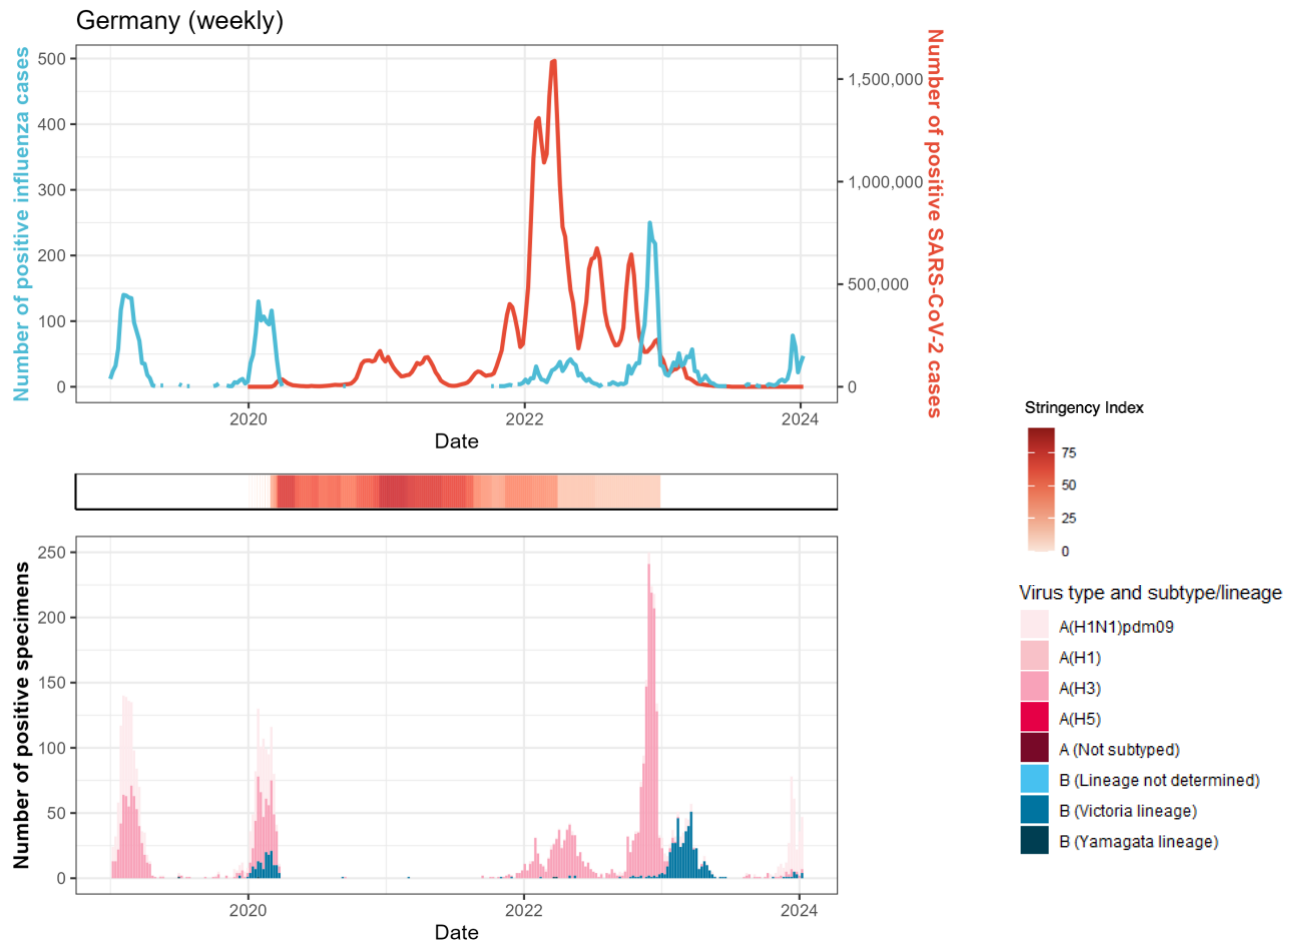 Germany (weekly)
Number of positive influenza cases
500
400
300
200
100
0
1,500,000
1,000,000
500,000
0
Number of positive SARS-CoV-2 cases
2020
2022
2024
Date
Stringency Index
75
50
25
0
Number of positive specimens
250
200
150
100
50
0
2020
2022
2024
Date
Virus type and subtype/lineage
A(H1N1)pdm09
A(H1)
A(H3)
A(H5)
A (Not subtyped)
B (Lineage not determined)
B (Victoria lineage)
B (Yamagata lineage)